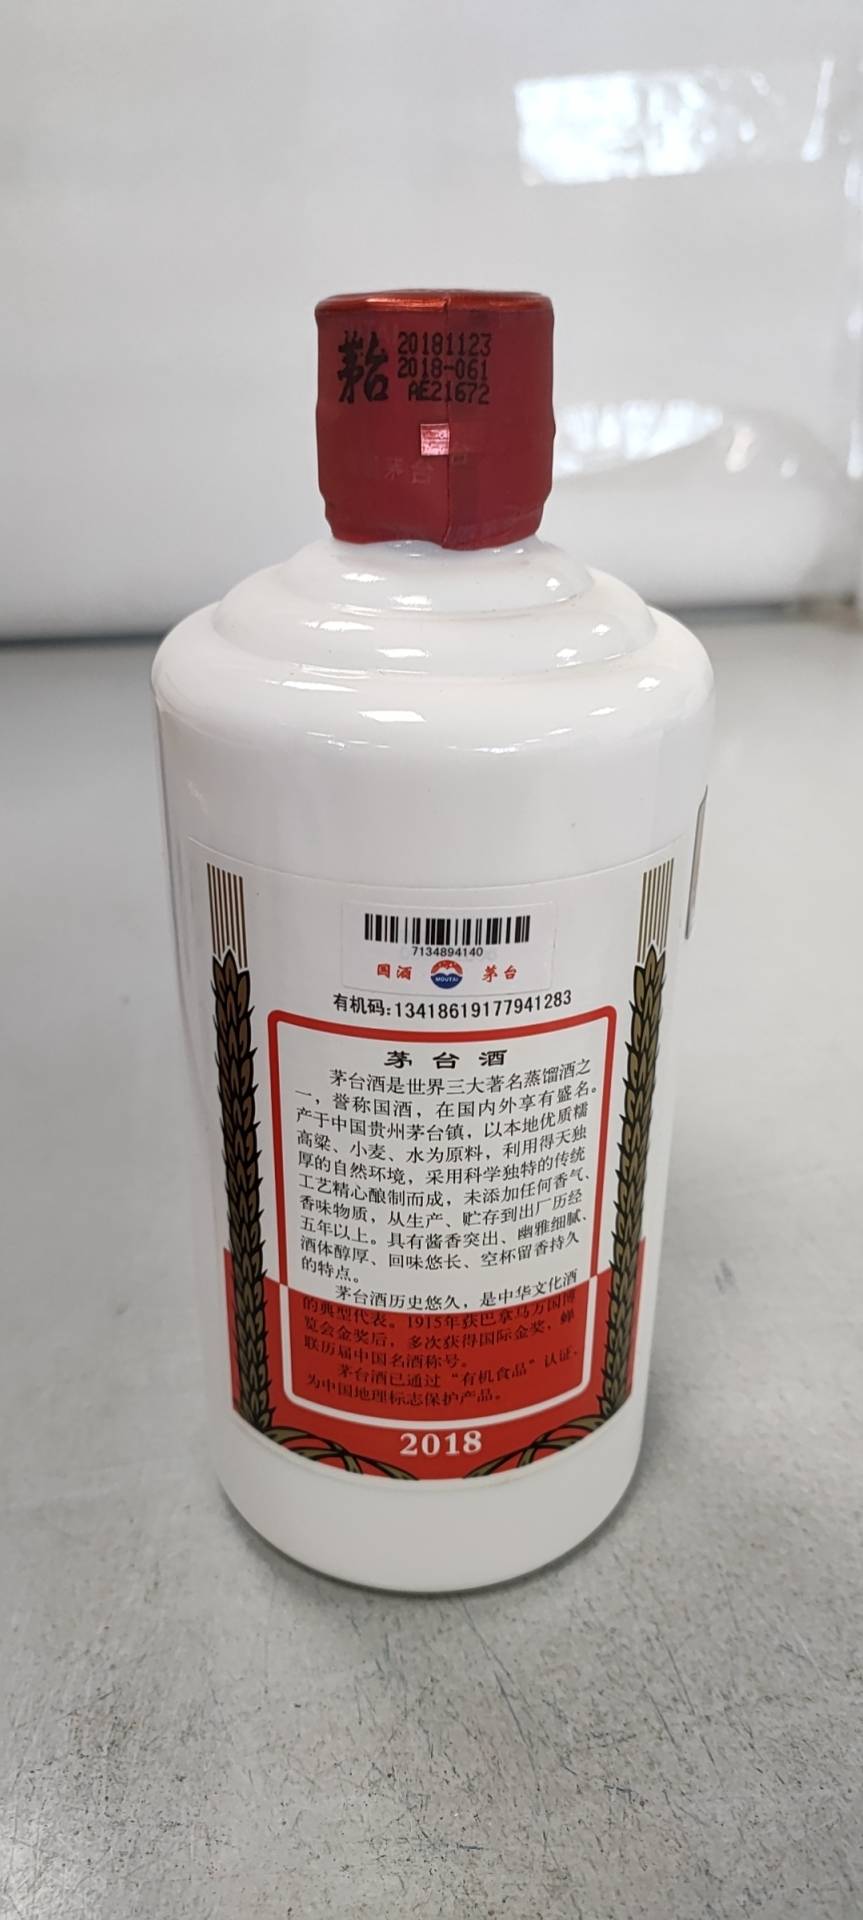 茅台
20181123
2018-061
AE21672
茅台
7134894140
国酒
MOUTAI
茅台
有机码:13418619177941283
茅台酒
茅台酒是世界三大著名蒸馏酒之
一，誉称国酒，在国内外享有盛名。
产于中国贵州茅台镇，以本地优质糯
高粱、小麦、水为原料，利用得天独
厚的自然环境，采用科学独特的传统
工艺精心酿制而成，未添加任何香气、
香味物质，从生产、贮存到出厂历经
五年以上。具有酱香突出、幽雅细腻、
酒体醇厚、回味悠长、空杯留香持久
的特点。
茅台酒历史悠久，是中华文化酒
的典型代表。1915年获巴拿马万国博
览会金奖后，多次获得国际金奖，蝉
联历届中国名酒称号。
茅台酒已通过“有机食品”认证，
为中国地理标志保护产品。
2018